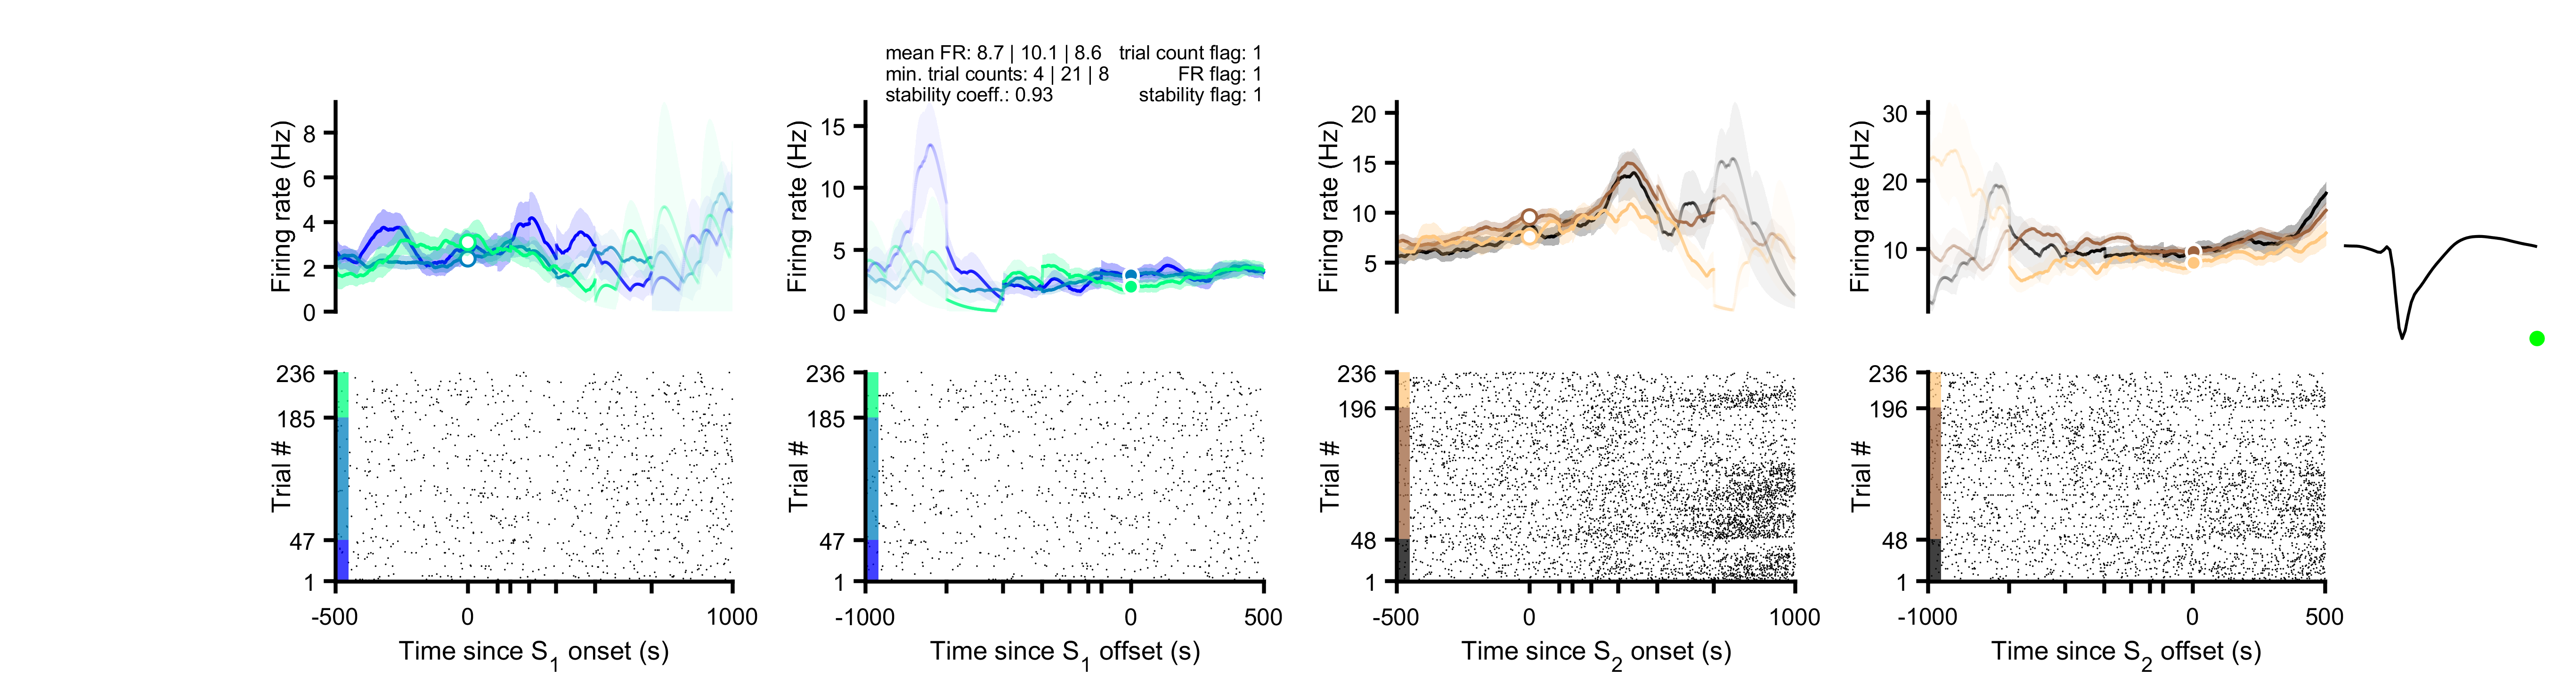 mean FR: 8.7 | 10.1 | 8.6 trial count flag: 1
min. trial counts: 4 | 21 | 8 FR flag: 1
stability coeff.: 0.93 stability flag: 1
Firing rate (Hz)
8
6
4
2
0
Firing rate (Hz)
15
10
5
0
Firing rate (Hz)
20
15
10
5
Firing rate (Hz)
30
20
10
Trial #
236
185
47
1
-500 0 1000
Time since S1 onset (s)
Trial #
236
185
47
1
-1000 0 500
Time since S1 offset (s)
Trial #
236
196
48
1
-500 0 1000
Time since S2 onset (s)
Trial #
236
196
48
1
-1000 0 500
Time since S2 offset (s)